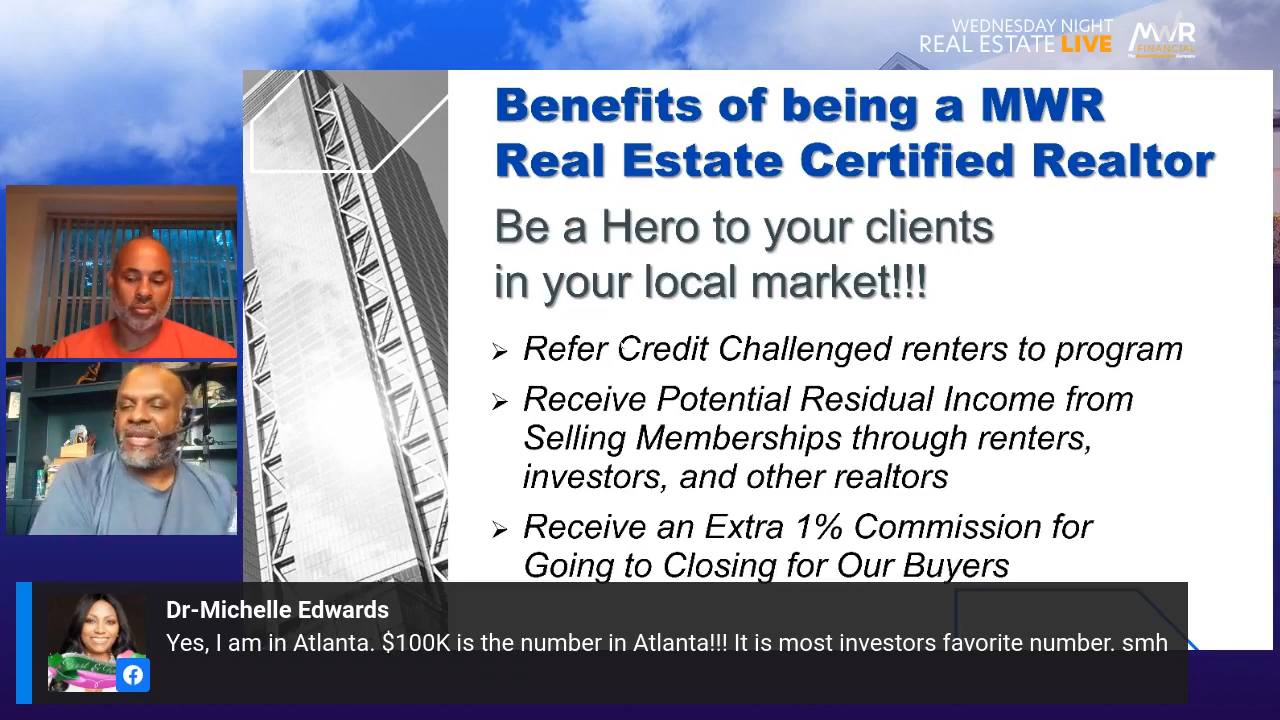 WEDNESDAY NIGHT
REAL ESTATE LIVE
MWR
FINANCIAL
Benefits of being a MWR
Real Estate Certified Realtor
Be a Hero to your clients
in your local market!!!
➢ Refer Credit Challenged renters to program
➢ Receive Potential Residual Income from
Selling Memberships through renters,
investors, and other realtors
➢ Receive an Extra 1% Commission for
Going to Closing for Our Buyers
Dr-Michelle Edwards
Yes, I am in Atlanta. $100K is the number in Atlanta!!! It is most investors favorite number. smh